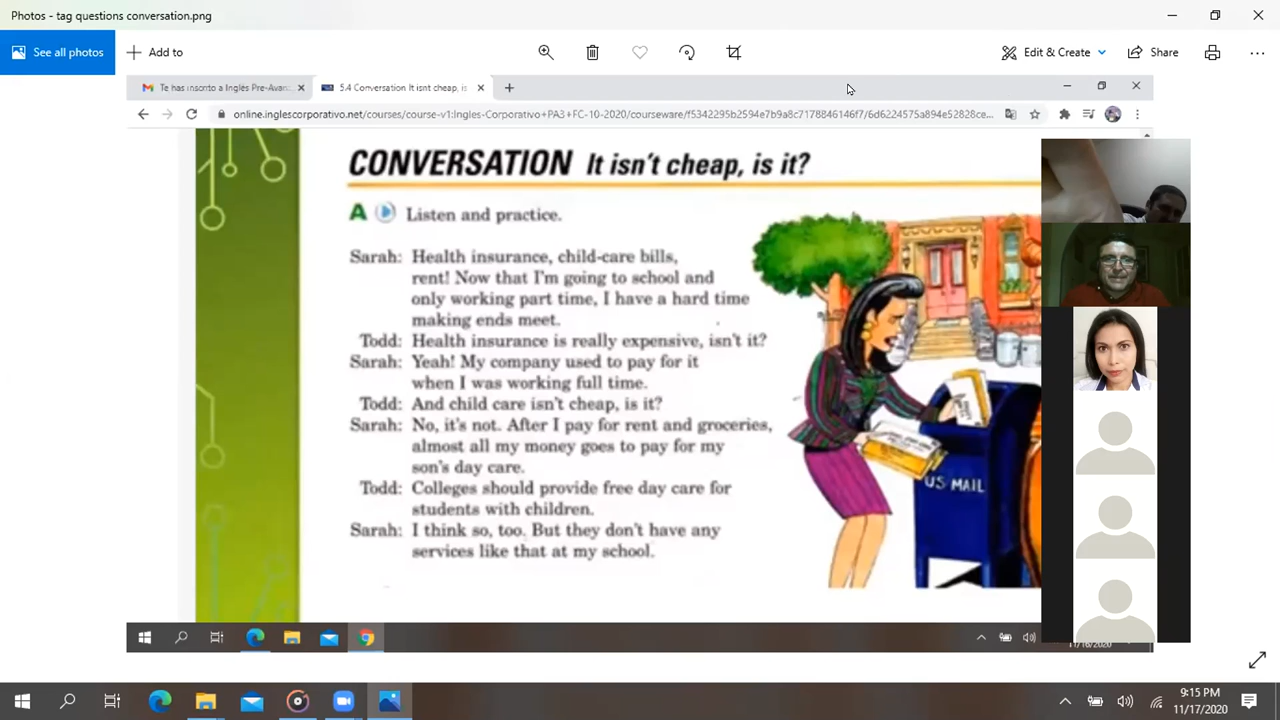 Photos - tag questions conversation.png
See all photos
Add to
Edit & Create
Share
Te has inscrito a Inglés Pre-Avan
5.4 Conversation It isnt cheap, is
online.inglescorporativo.net/courses/course-v1:Ingles-Corporativo+PA3+FC-10-2020/courseware/f5342295b2594e7b9a8c7178846146f7/6d6224575a894e52828ce...
CONVERSATION It isn't cheap, is it?
A Listen and practice.
Sarah: Health insurance, child-care bills,
rent! Now that I'm going to school and
only working part time, I have a hard time
making ends meet.
Todd: Health insurance is really expensive, isn't it?
Sarah: Yeah! My company used to pay for it
when I was working full time.
Todd: And child care isn't cheap, is it?
Sarah: No, it's not. After I pay for rent and groceries,
almost all my money goes to pay for my
son's day care.
Todd: Colleges should provide free day care for
students with children.
Sarah: I think so, too. But they don't have any
services like that at my school.
US MAIL
11/16/2020
9:15 PM
11/17/2020